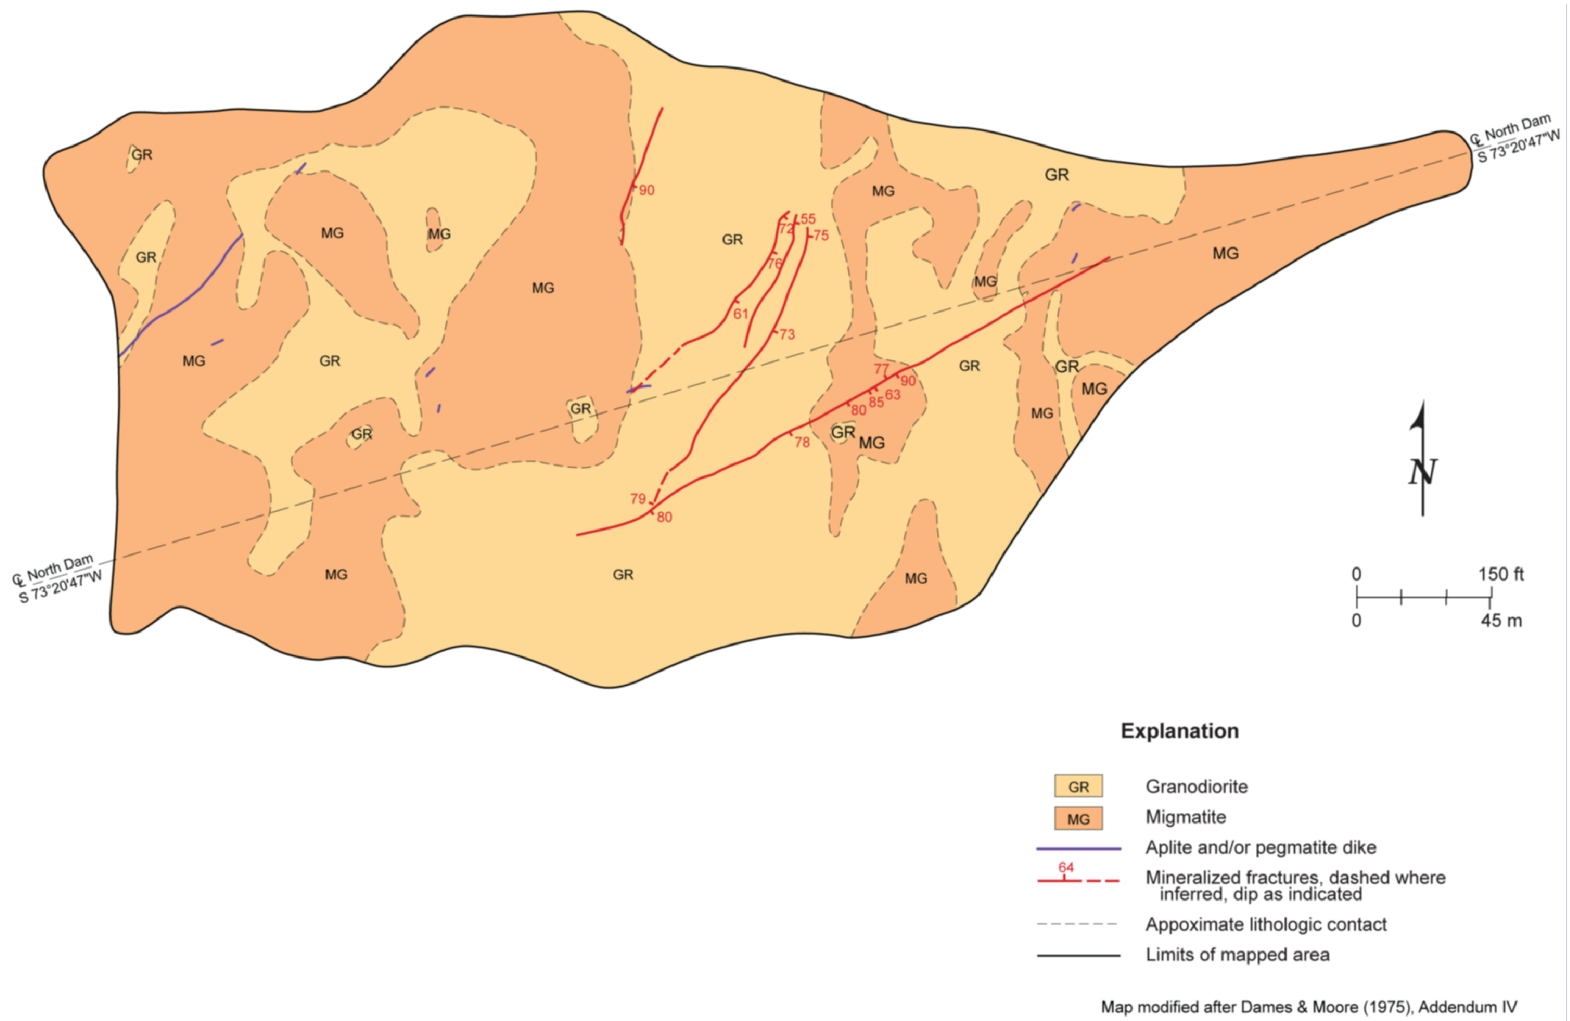 ℄ North Dam
S 73°20'47"W
GR
GR
MG
MG
GR
90
MG
GR
55
72
75
MG
76
MG
MG
61
MG
73
MG
GR
GR
77
90
GR
GR
MG
63
85
80
GR
MG
GR
GR
MG
78
79
80
℄ North Dam
S 73°20'47"W
MG
GR
MG
N
0 150 ft
0 45 m
Explanation
GR Granodiorite
MG Migmatite
Aplite and/or pegmatite dike
64
Mineralized fractures, dashed where
inferred, dip as indicated
Appoximate lithologic contact
Limits of mapped area
Map modified after Dames & Moore (1975), Addendum IV